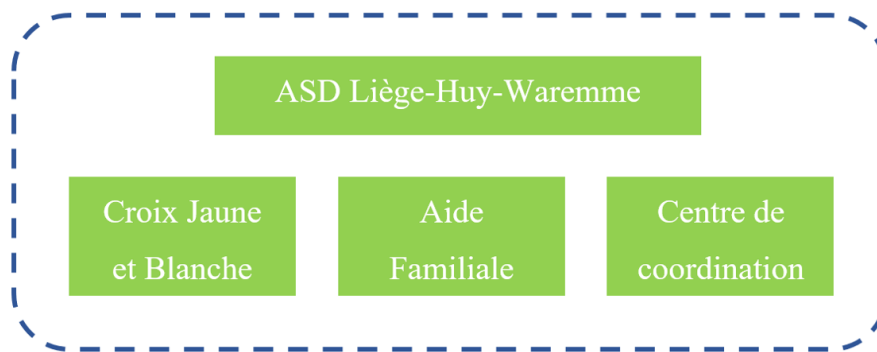 ASD Liège-Huy-Waremme
Croix Jaune
et Blanche
Aide
Familiale
Centre de
coordination